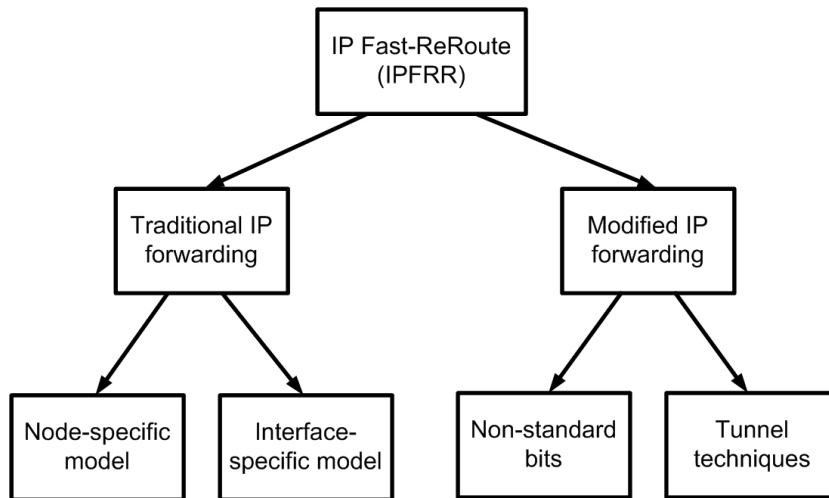 IP Fast-ReRoute
(IPFRR)
Traditional IP
forwarding
Modified IP
forwarding
Node-specific
model
Interface-
specific model
Non-standard
bits
Tunnel
techniques